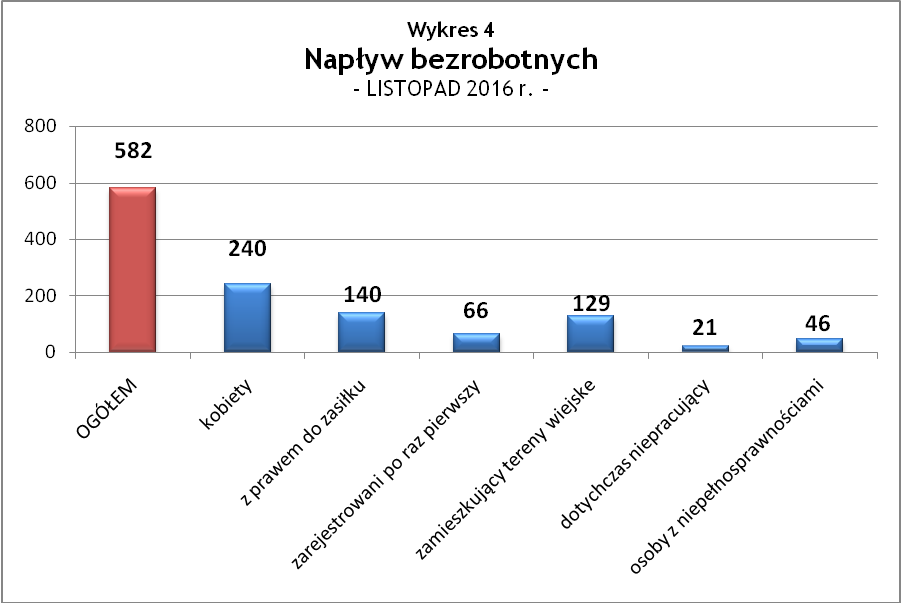 Wykres 4
Napływ bezrobotnych
- LISTOPAD 2016 r. -
800
600
400
200
0
582
240
140
66
129
21
46
OGÓŁEM
kobiety
z prawem do zasiłku
zarejestrowani po raz pierwszy
zamieszkujący tereny wiejske
dotychczas niepracujący
osoby z niepełnosprawnościami